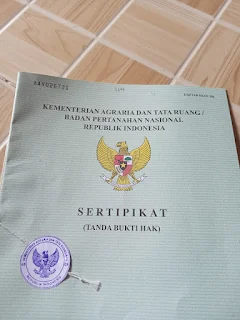 KEMENTERIAN AGRARIA DAN TATA RUANG /
BADAN PERTANAHAN NASIONAL
REPUBLIK INDONESIA
SERTIPIKAT
(TANDA BUKTI HAK)